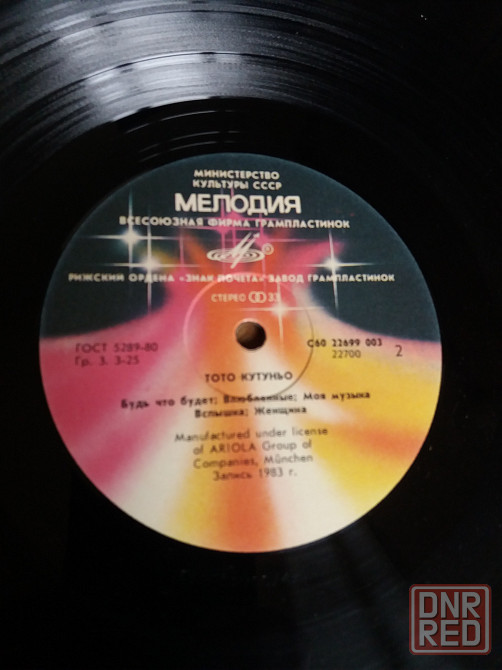 МИНИСТЕРСТВО
КУЛЬТУРЫ СССР
МЕЛОДИЯ
ВСЕСОЮЗНАЯ ФИРМА ГРАМПЛАСТИНОК
РИЖСКИЙ ОРДЕНА «ЗНАК ПОЧЕТА» ЗАВОД ГРАМПЛАСТИНОК
СТЕРЕО 33
ГОСТ 5289-80
Гр. 3. 3-25
С60 22699 003
22700 2
ТОТО КУТУНЬО
Будь что будет; Влюбленные; Моя музыка
Вспышка; Женщина
Manufactured under license
of ARIOLA Group of
Companies, München
Запись 1983 г.
DNR
RED